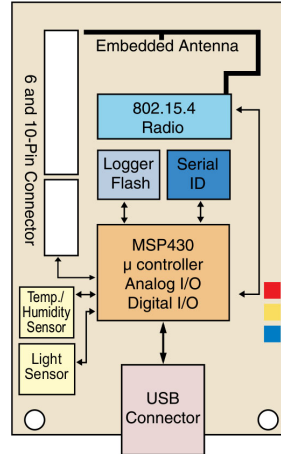 Embedded Antenna
6 and 10-Pin Connector
802.15.4
Radio
Logger
Flash
Serial
ID
MSP430
µ controller
Analog I/O
Digital I/O
Temp./
Humidity
Sensor
Light
Sensor
USB
Connector